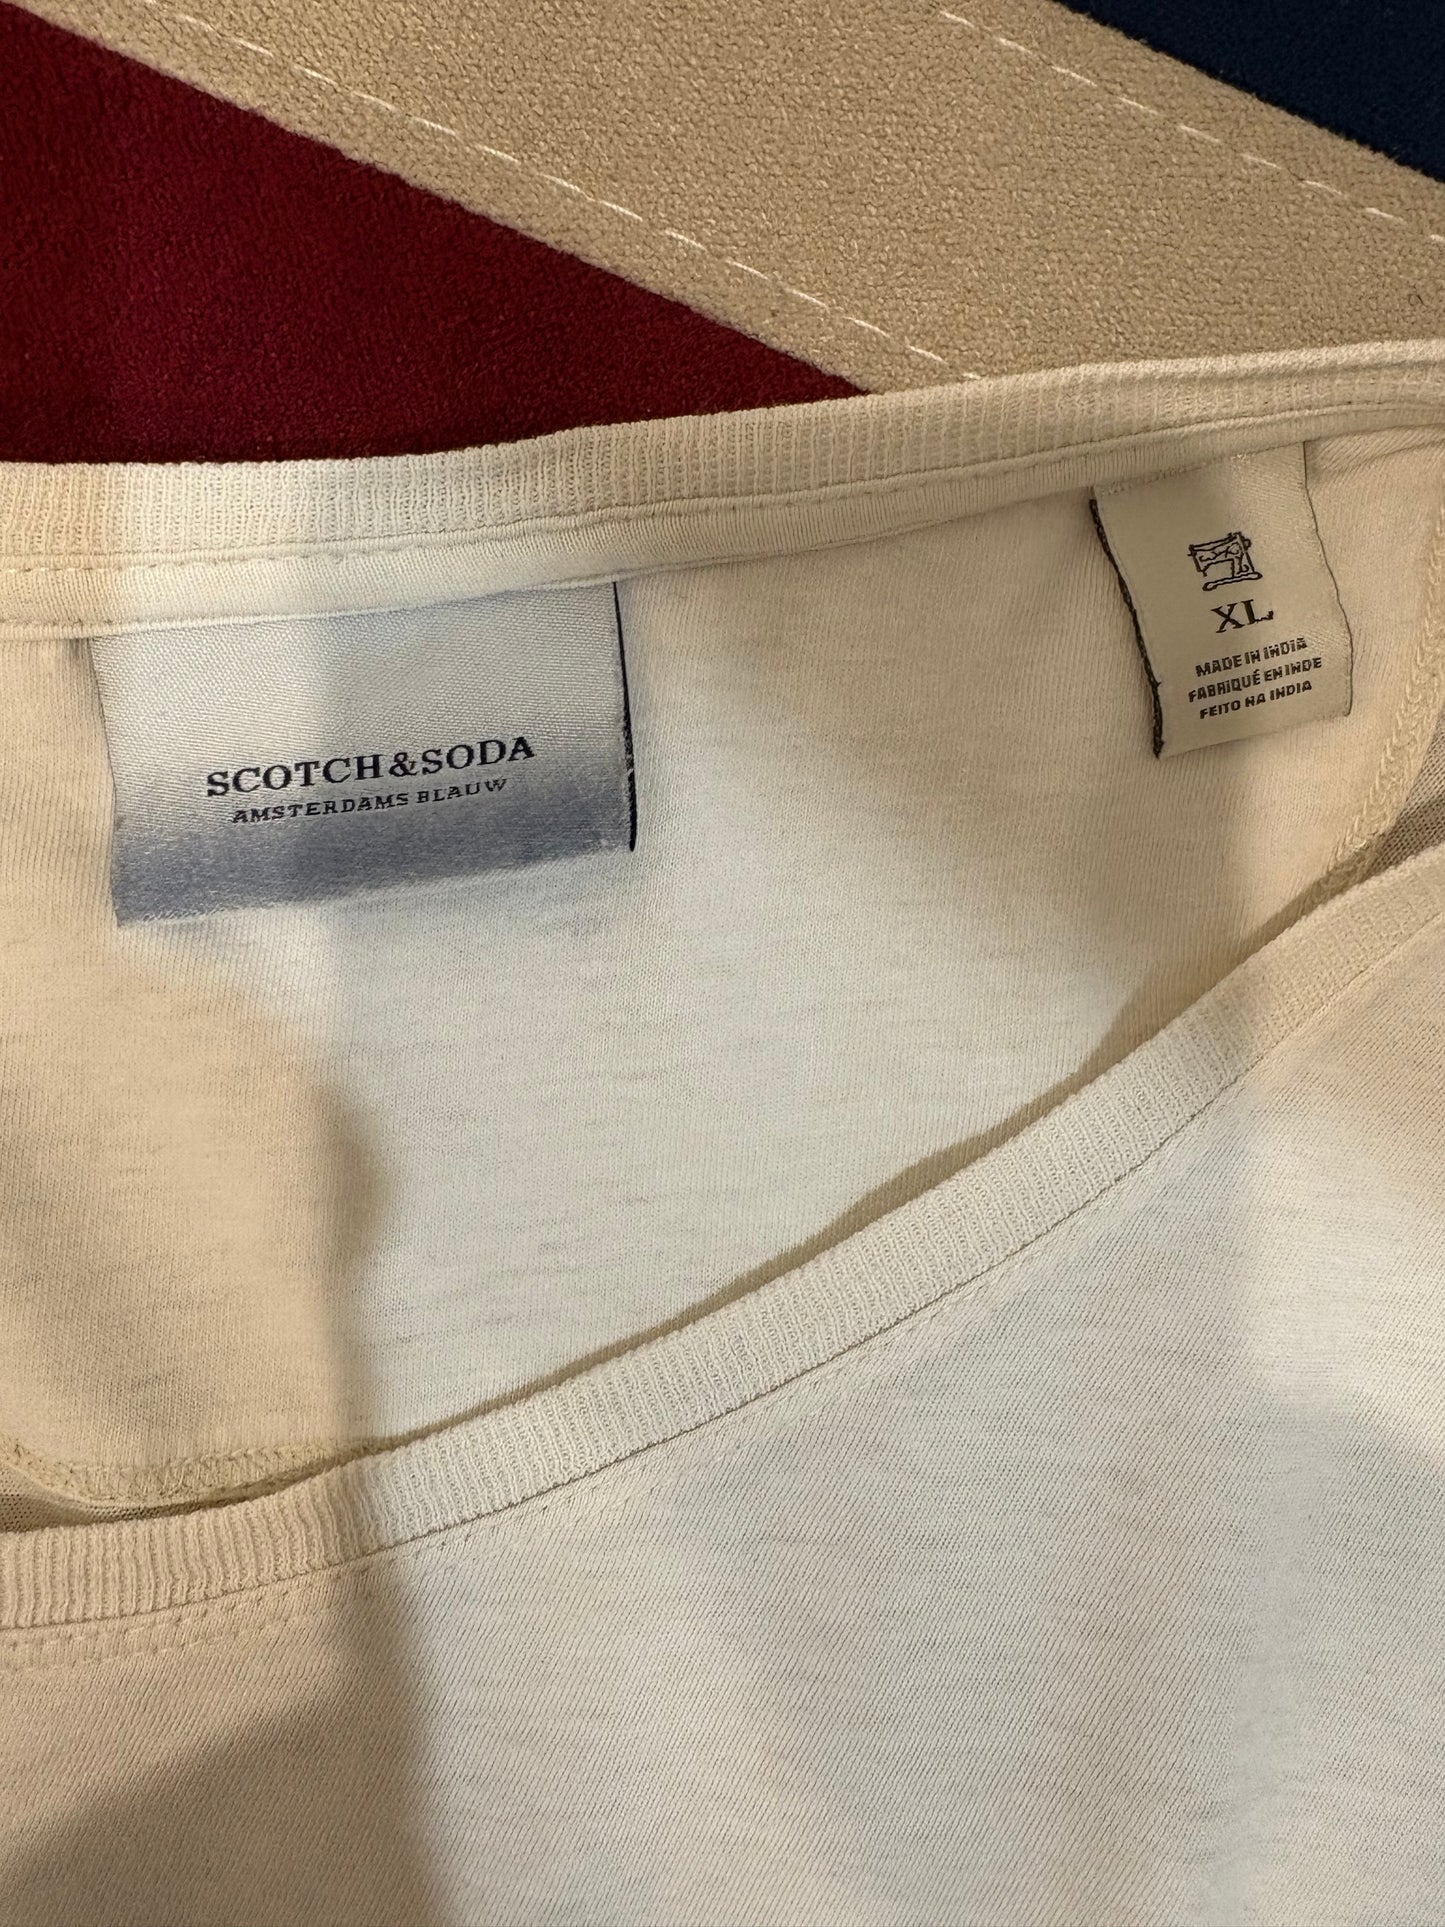 SCOTCH & SODA
AMSTERDAMS BLAUW
XL
MADE IN INDIA
FABRIQUÉ EN INDE
FEITO NA INDIA